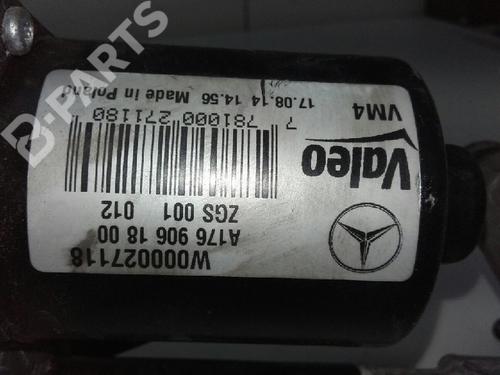 W000027118
A176 906 18 00
ZGS 001 012
7 781000 271180
Valeo
VM4
17.08.14 14.56 Made in Poland
B-PARTS